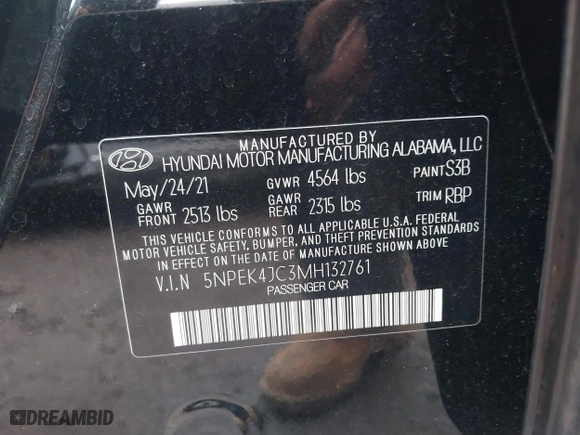 MANUFACTURED BY
HYUNDAI MOTOR MANUFACTURING ALABAMA, LLC
May/24/21 GVWR 4564 lbs PAINT S3B
GAWR FRONT 2513 lbs GAWR REAR 2315 lbs TRIM RBP
THIS VEHICLE CONFORMS TO ALL APPLICABLE U.S.A. FEDERAL
MOTOR VEHICLE SAFETY, BUMPER, AND THEFT PREVENTION STANDARDS
IN EFFECT ON THE DATE OF MANUFACTURE SHOWN ABOVE.
V.I.N 5NPEK4JC3MH132761
PASSENGER CAR
DREAMBID